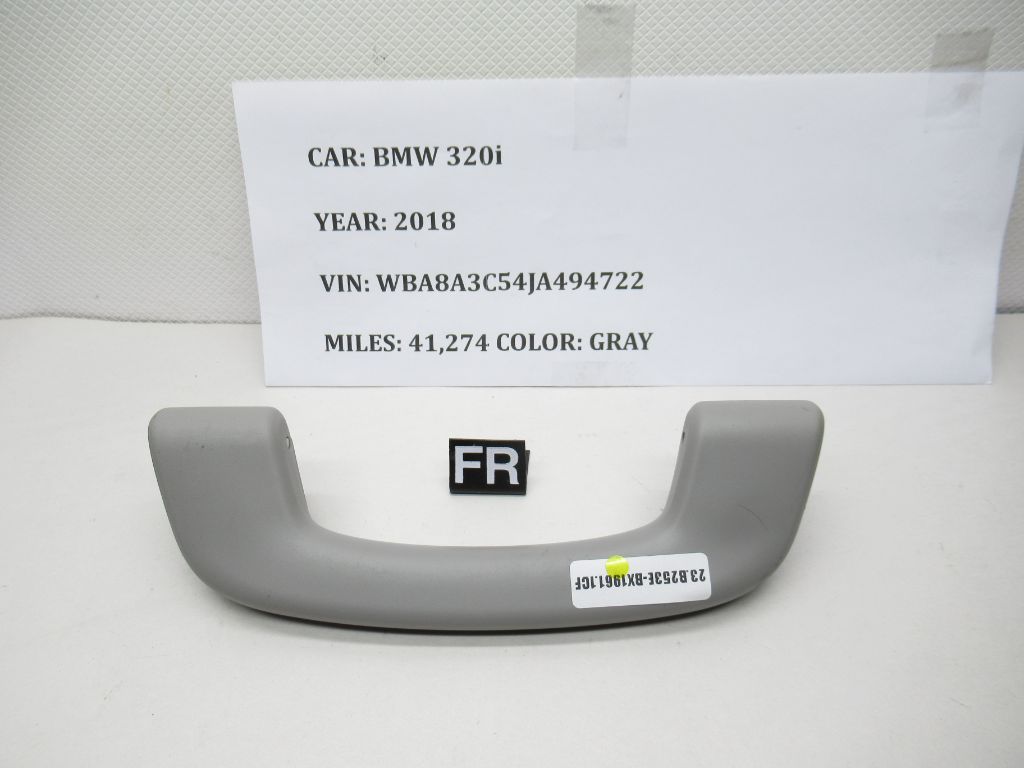 CAR: BMW 320i
YEAR: 2018
VIN: WBA8A3C54JA494722
MILES: 41,274 COLOR: GRAY
FR
23.B253E-BX1961.1CF